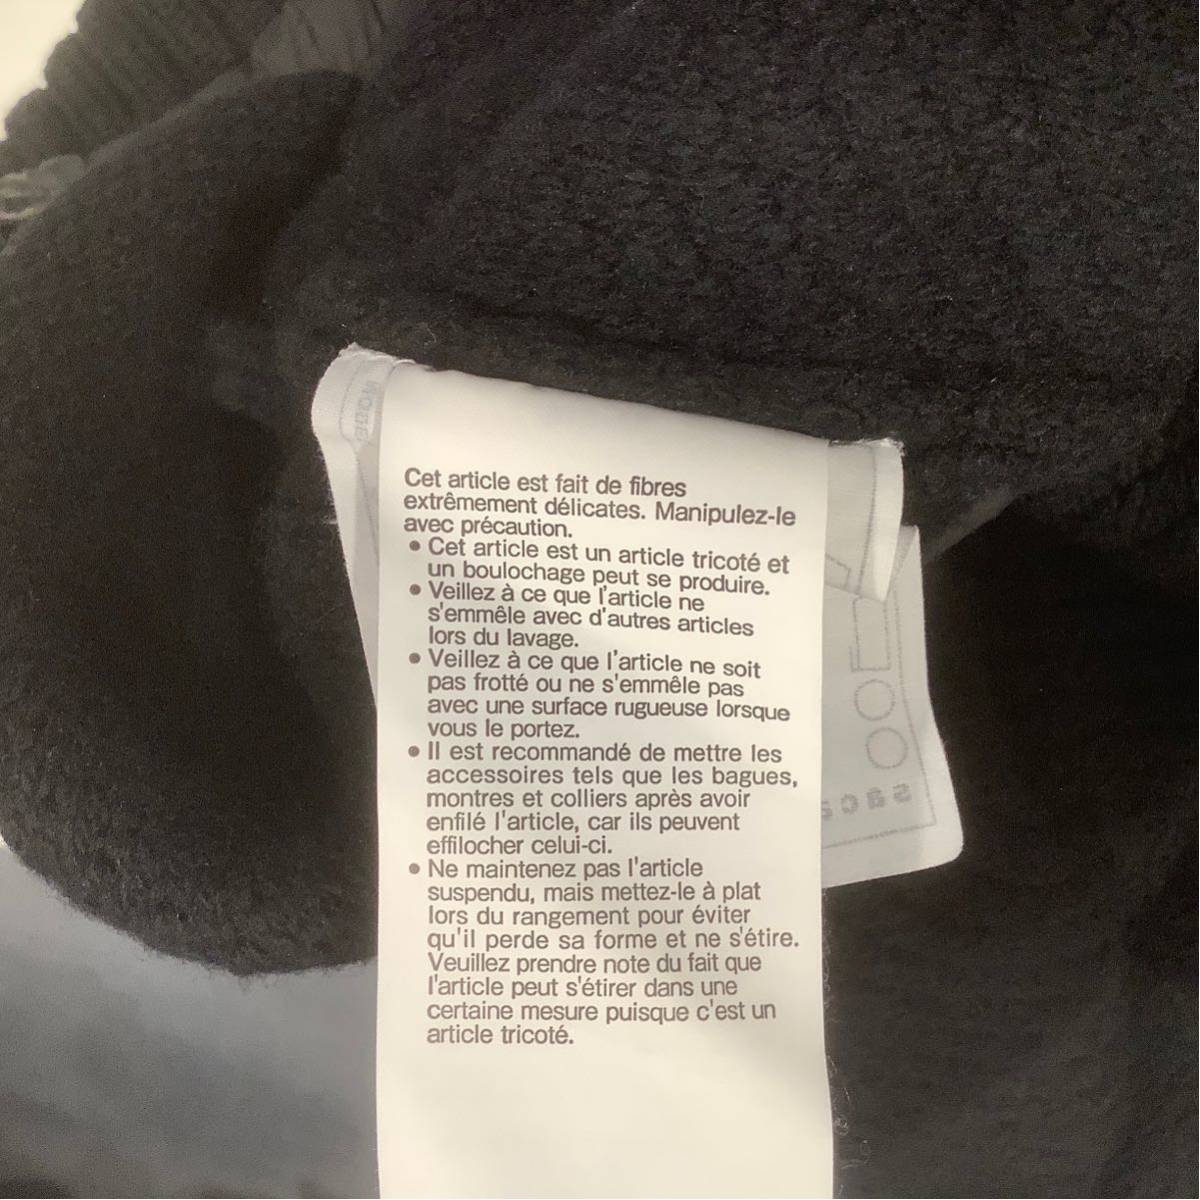 Cet article est fait de fibres
extrêmement délicates. Manipulez-le
avec précaution.
• Cet article est un article tricoté et
un boulochage peut se produire.
• Veillez à ce que l'article ne
s'emmêle avec d'autres articles
lors du lavage.
• Veillez à ce que l'article ne soit
pas frotté ou ne s'emmêle pas
avec une surface rugueuse lorsque
vous le portez.
• Il est recommandé de mettre les
accessoires tels que les bagues,
montres et colliers après avoir
enfilé l'article, car ils peuvent
effilocher celui-ci.
• Ne maintenez pas l'article
suspendu, mais mettez-le à plat
lors du rangement pour éviter
qu'il perde sa forme et ne s'étire.
Veuillez prendre note du fait que
l'article peut s'étirer dans une
certaine mesure puisque c'est un
article tricoté.